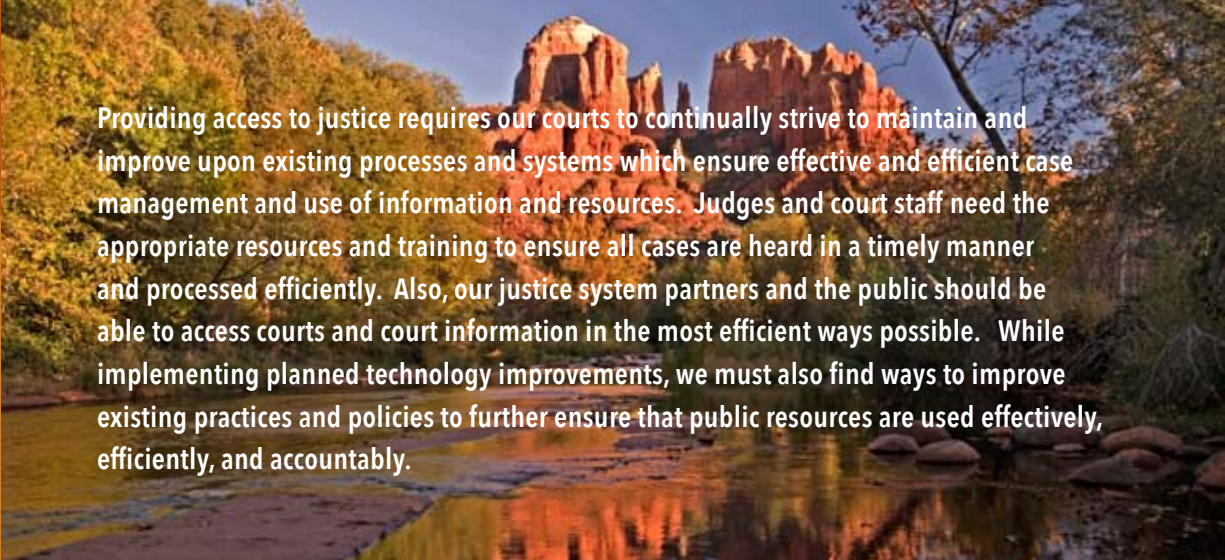 Providing access to justice requires our courts to continually strive to maintain and
improve upon existing processes and systems which ensure effective and efficient case
management and use of information and resources.  Judges and court staff need the
appropriate resources and training to ensure all cases are heard in a timely manner
and processed efficiently.  Also, our justice system partners and the public should be
able to access courts and court information in the most efficient ways possible.   While
implementing planned technology improvements, we must also find ways to improve
existing practices and policies to further ensure that public resources are used effectively,
efficiently, and accountably.